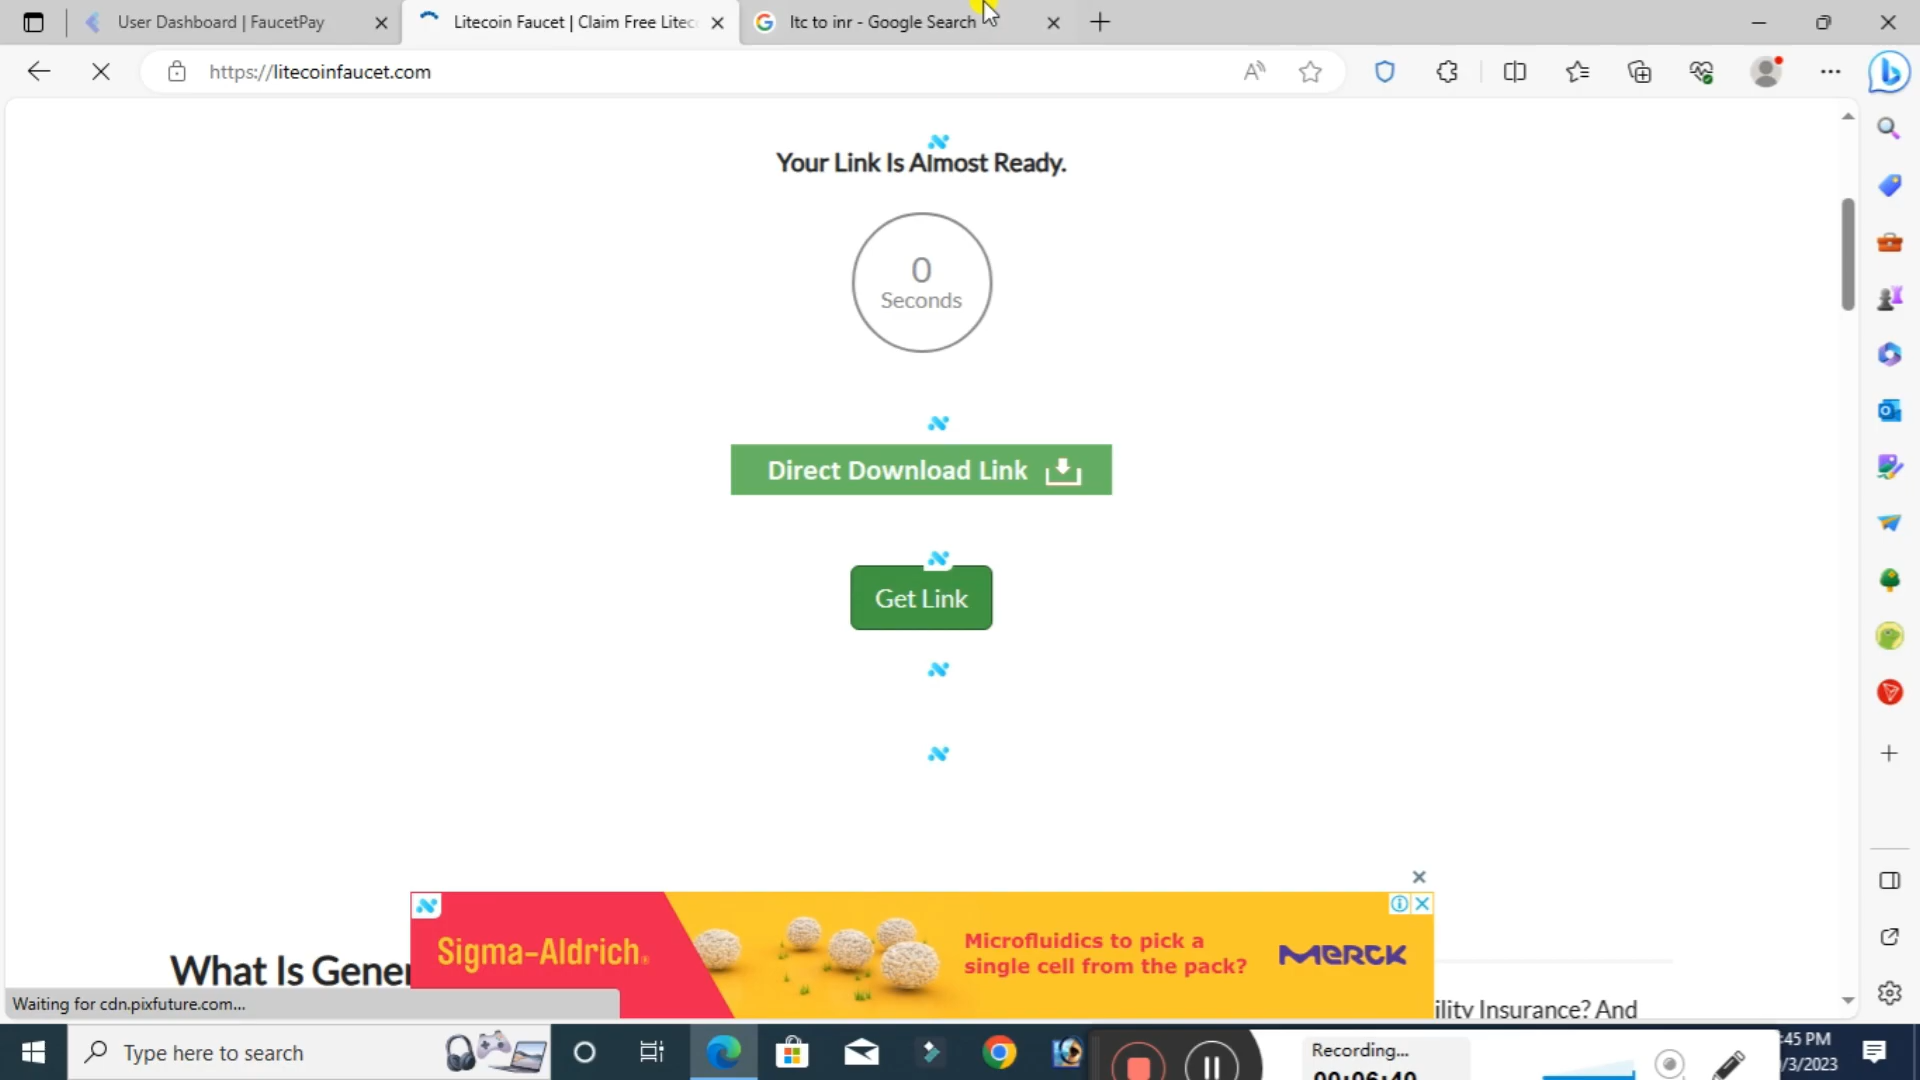 User Dashboard | FaucetPay
Litecoin Faucet | Claim Free Litec
ltc to inr - Google Search
https://litecoinfaucet.com
Your Link Is Almost Ready.
0
Seconds
Direct Download Link
Get Link
What Is Gener
Sigma-Aldrich®
Microfluidics to pick a
single cell from the pack?
MERCK
ility Insurance? And
Waiting for cdn.pixfuture.com...
Type here to search
Recording...
00:06:40
:45 PM
/3/2023